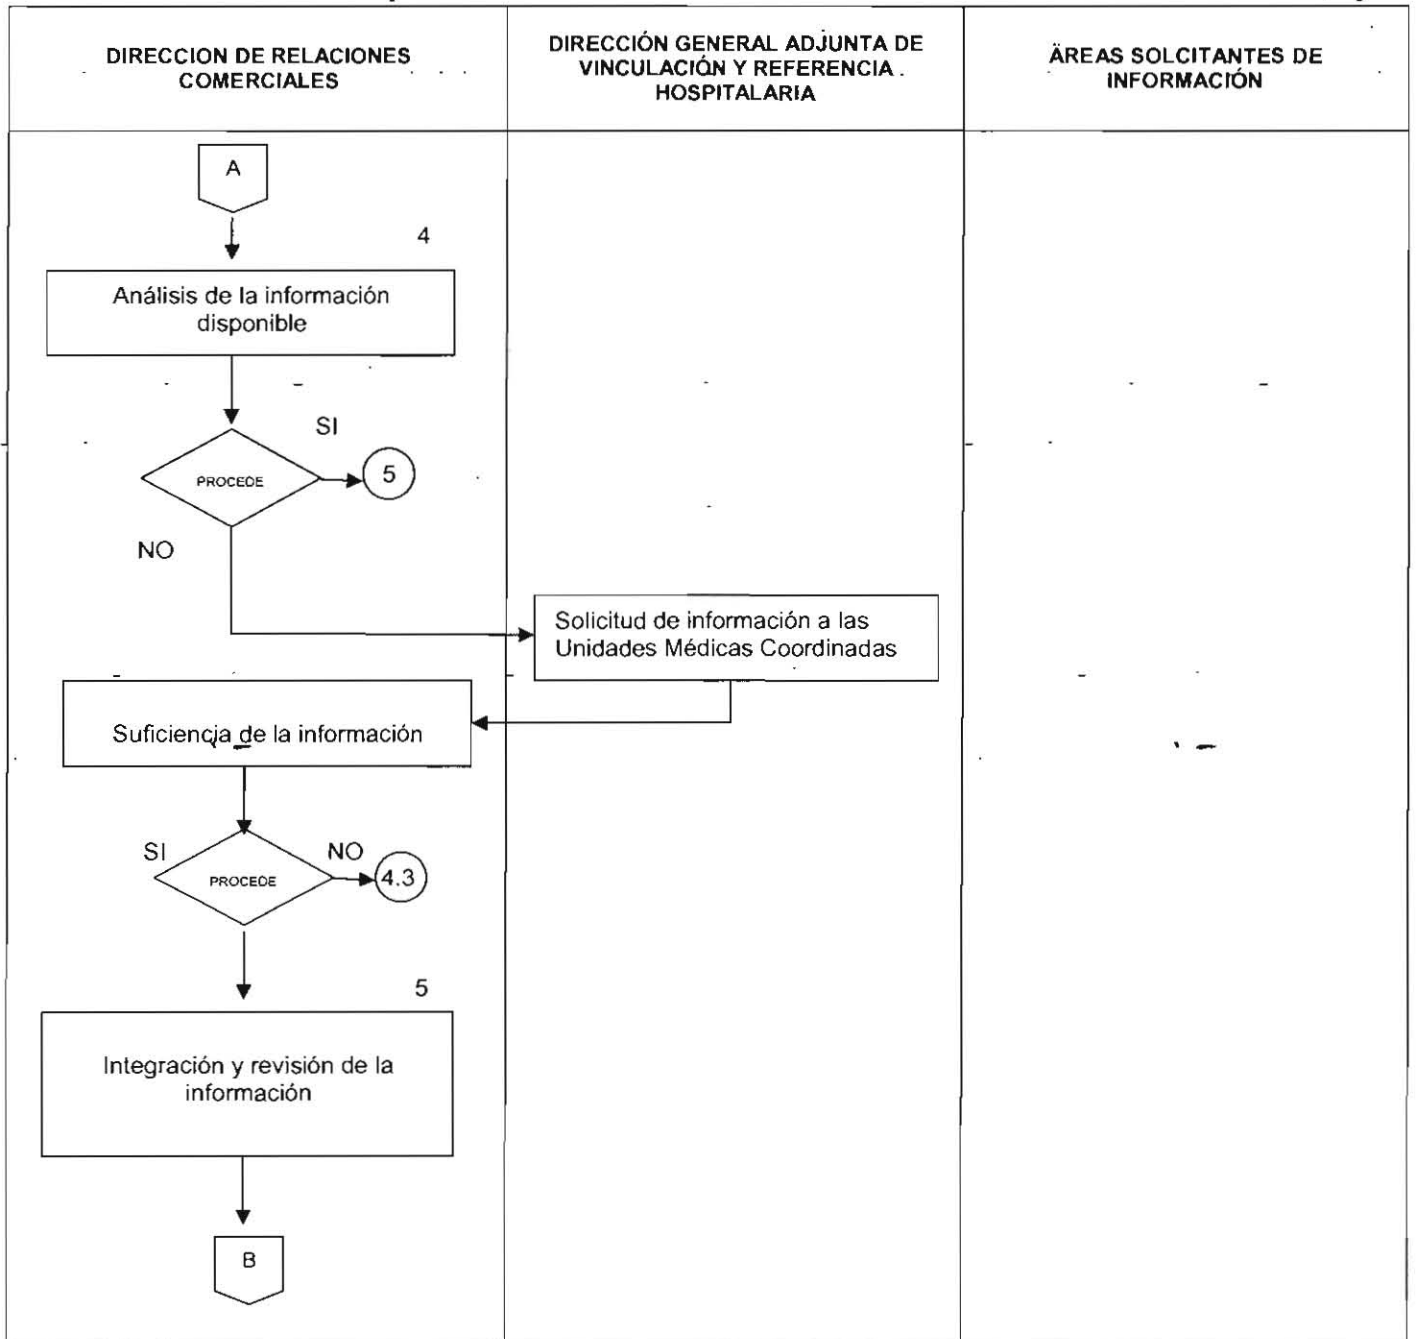 DIRECCION DE RELACIONES
COMERCIALES
DIRECCIÓN GENERAL ADJUNTA DE
VINCULACIÓN Y REFERENCIA
HOSPITALARIA
ÄREAS SOLCITANTES DE
INFORMACIÓN
A
4
Análisis de la información
disponible
SI
PROCEDE
5
NO
Solicitud de información a las
Unidades Médicas Coordinadas
Suficiencia de la información
SI
NO
PROCEDE
4.3
5
Integración y revisión de la
información
B